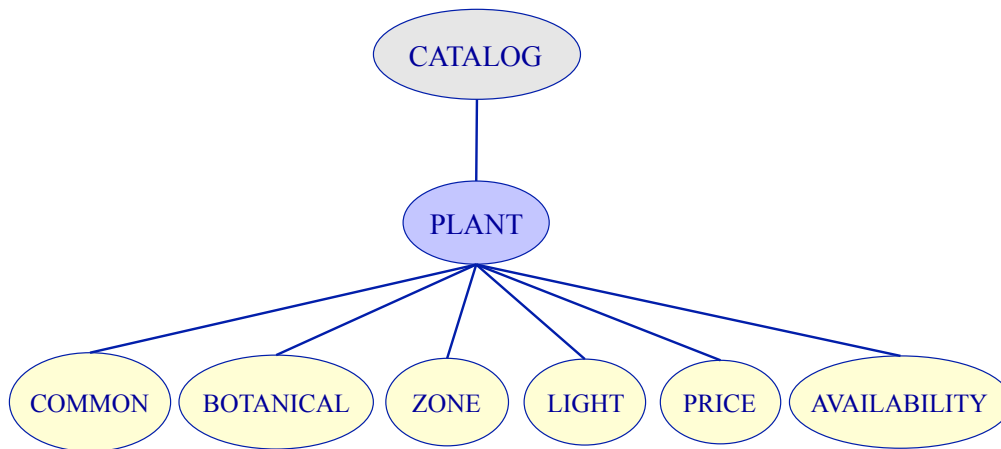 CATALOG
PLANT
COMMON
BOTANICAL
ZONE
LIGHT
PRICE
AVAILABILITY